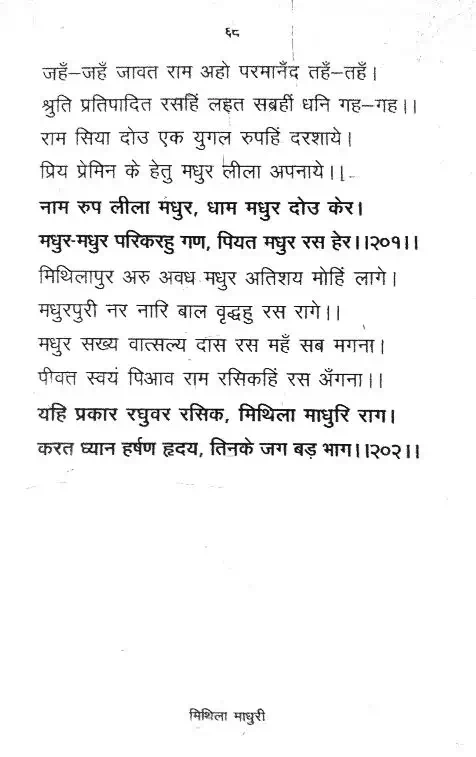 ६८
जहँ–जहँ जावत राम अहो परमानँद तहँ–तहँ।
श्रुति प्रतिपादित रसहिं लहत सबहीं धनि गह–गह।।
राम सिया दोउ एक युगल रुपहिं दरशाये।
प्रिय प्रेमिन के हेतु मधुर लीला अपनाये।।
नाम रुप लीला मधुर, धाम मधुर दोउ केर।
मधुर-मधुर परिकरहु गण, पियत मधुर रस हेर।।२०१।।
मिथिलापुर अरु अवध मधुर अतिशय मोहिं लागे।
मधुरपुरी नर नारि बाल वृद्धहु रस रागे।।
मधुर सख्य वात्सल्य दास रस महँ सब मगना।
पीवत स्वयं पिआव राम रसिकहिं रस अँगना।।
यहि प्रकार रघुवर रसिक, मिथिला माधुरि राग।
करत ध्यान हर्षण हृदय, तिनके जग बड़ भाग।।२०२।।
मिथिला माधुरी